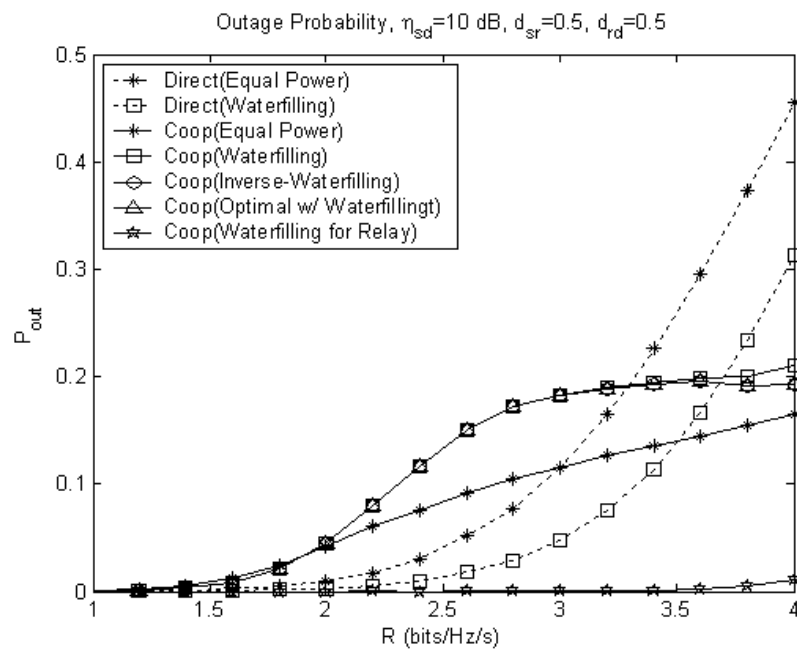 Outage Probability, η_sd=10 dB, d_sr=0.5, d_rd=0.5
0.5
0.4
0.3
0.2
0.1
0
P_out
Direct(Equal Power)
Direct(Waterfilling)
Coop(Equal Power)
Coop(Waterfilling)
Coop(Inverse-Waterfilling)
Coop(Optimal w/ Waterfillingt)
Coop(Waterfilling for Relay)
1 1.5 2 2.5 3 3.5 4
R (bits/Hz/s)